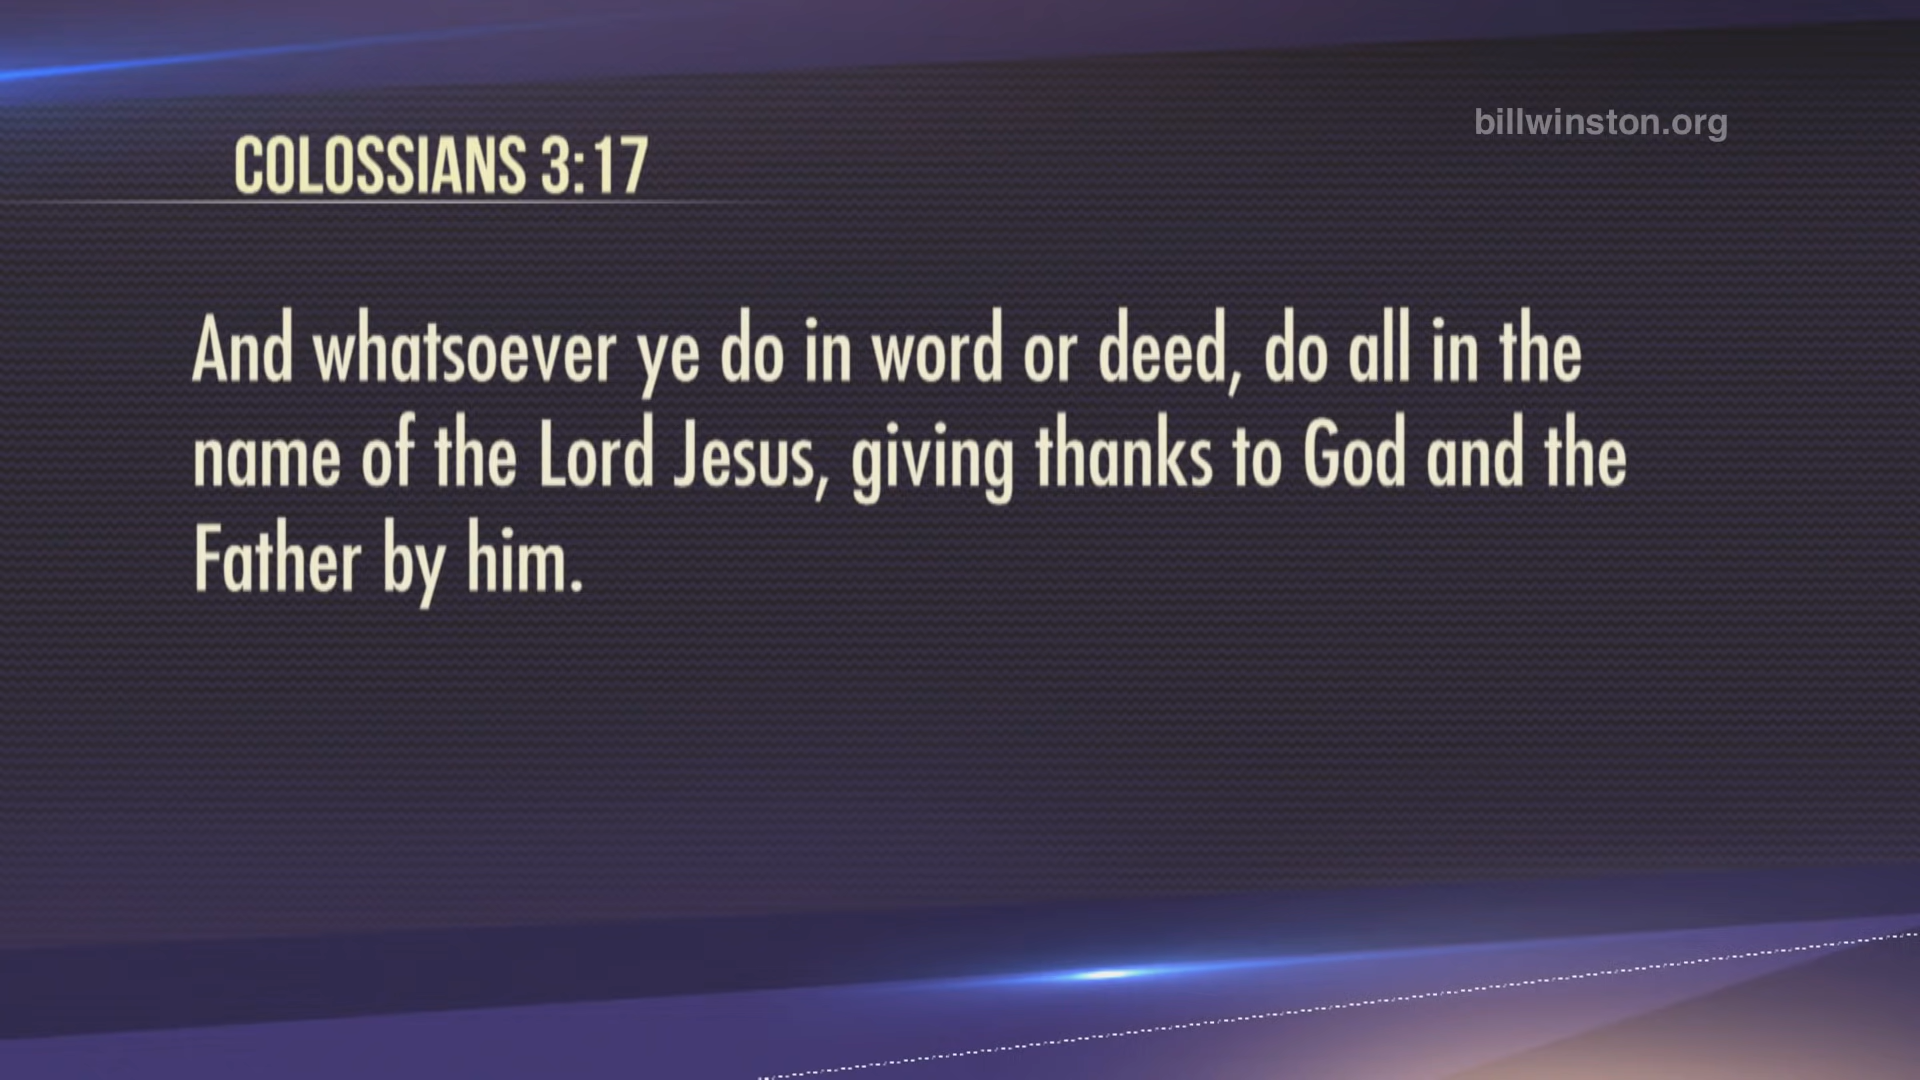 billwinston.org
COLOSSIANS 3:17
And whatsoever ye do in word or deed, do all in the
name of the Lord Jesus, giving thanks to God and the
Father by him.